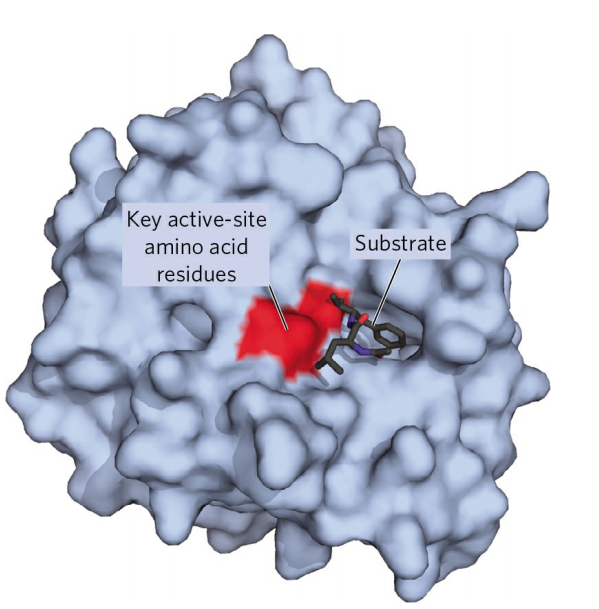 Key active-site
amino acid
residues
Substrate